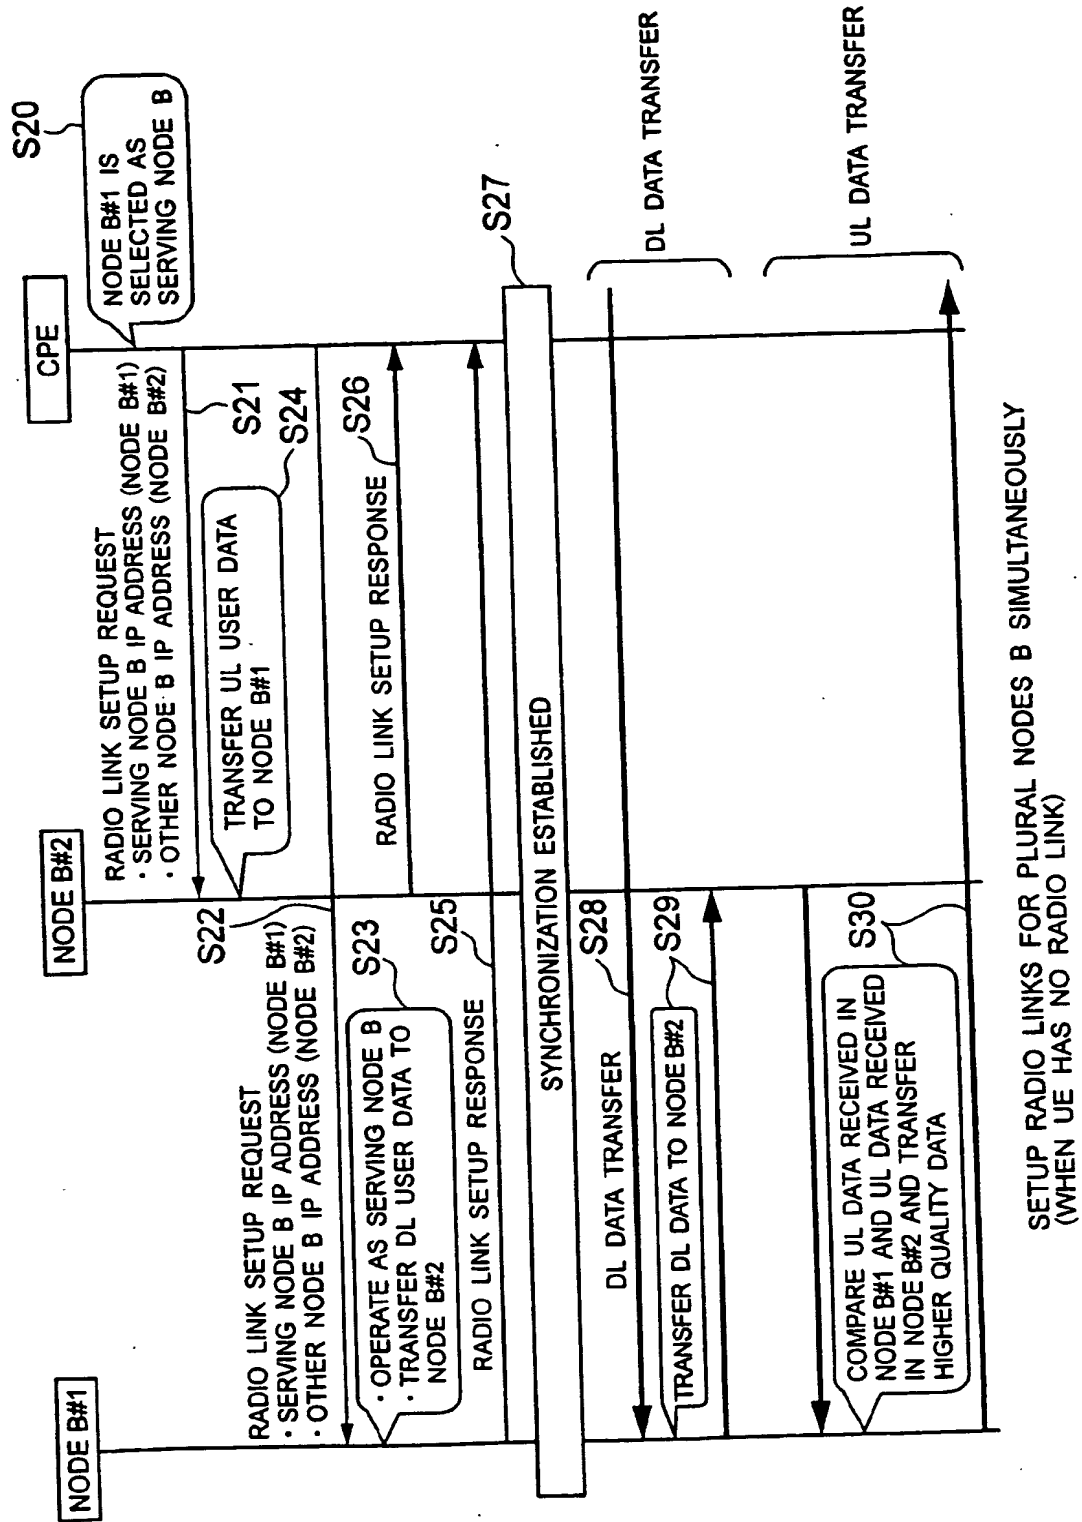 NODE B#1
NODE B#2
CPE
S20
NODE B#1 IS
SELECTED AS
SERVING NODE B
RADIO LINK SETUP REQUEST
· SERVING NODE B IP ADDRESS (NODE B#1)
· OTHER NODE B IP ADDRESS (NODE B#2)
S21
TRANSFER UL USER DATA
TO NODE B#1
S24
S22
RADIO LINK SETUP REQUEST
· SERVING NODE B IP ADDRESS (NODE B#1)
· OTHER NODE B IP ADDRESS (NODE B#2)
S23
· OPERATE AS SERVING NODE B
· TRANSFER DL USER DATA TO
NODE B#2
RADIO LINK SETUP RESPONSE
S26
RADIO LINK SETUP RESPONSE
S25
SYNCHRONIZATION ESTABLISHED
S27
DL DATA TRANSFER
S28
DL DATA TRANSFER
TRANSFER DL DATA TO NODE B#2
S29
COMPARE UL DATA RECEIVED IN
NODE B#1 AND UL DATA RECEIVED
IN NODE B#2 AND TRANSFER
HIGHER QUALITY DATA
S30
UL DATA TRANSFER
SETUP RADIO LINKS FOR PLURAL NODES B SIMULTANEOUSLY
(WHEN UE HAS NO RADIO LINK)